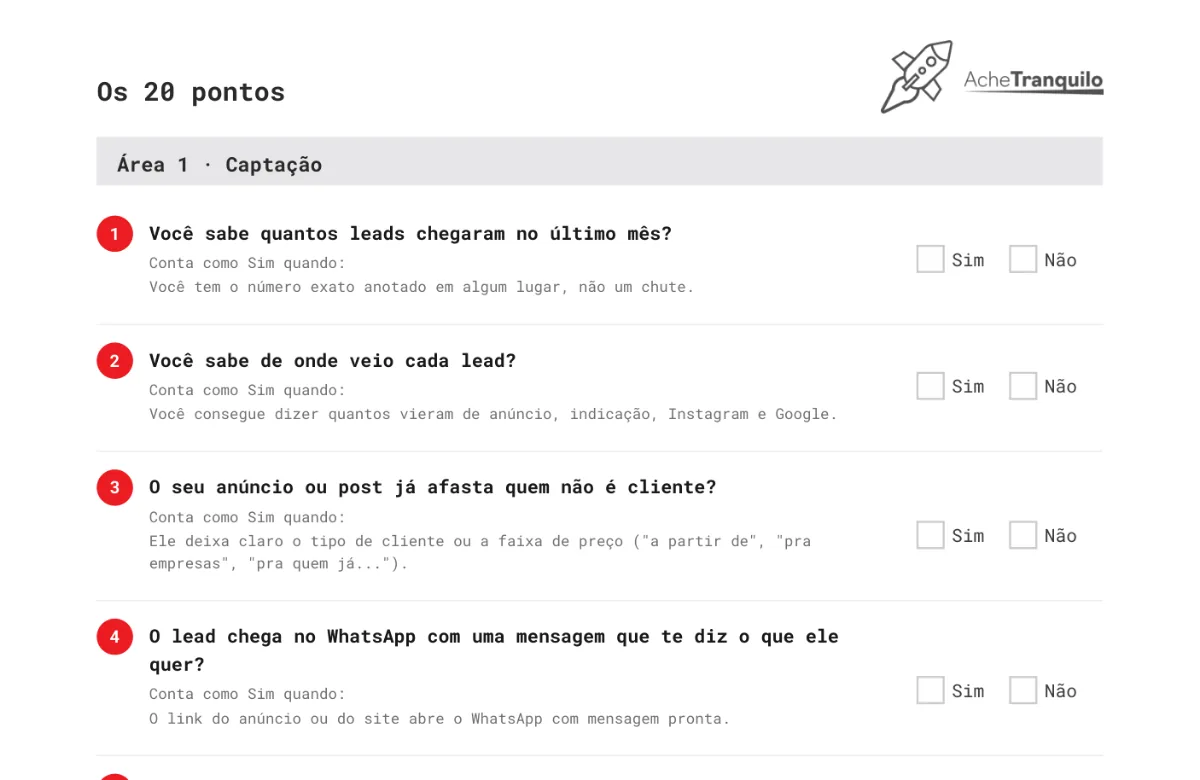 AcheTranquilo
Os 20 pontos
Área 1 · Captação
1 Você sabe quantos leads chegaram no último mês?
Conta como Sim quando:
Você tem o número exato anotado em algum lugar, não um chute.
Sim Não
2 Você sabe de onde veio cada lead?
Conta como Sim quando:
Você consegue dizer quantos vieram de anúncio, indicação, Instagram e Google.
Sim Não
3 O seu anúncio ou post já afasta quem não é cliente?
Conta como Sim quando:
Ele deixa claro o tipo de cliente ou a faixa de preço ("a partir de", "pra
empresas", "pra quem já...").
Sim Não
4 O lead chega no WhatsApp com uma mensagem que te diz o que ele
quer?
Conta como Sim quando:
O link do anúncio ou do site abre o WhatsApp com mensagem pronta.
Sim Não